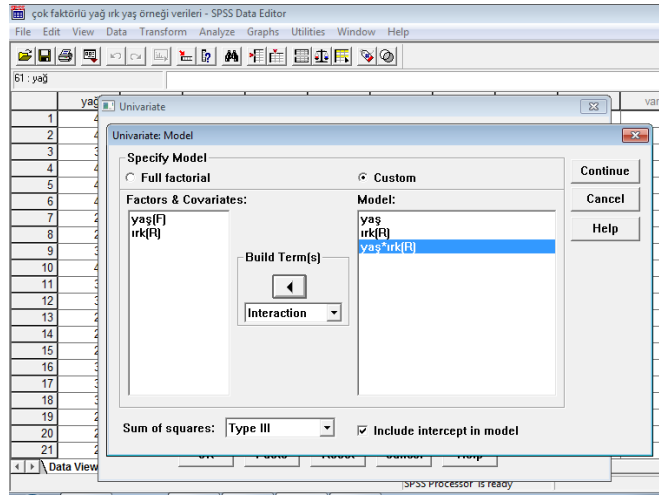 çok faktörlü yağ ırk yaş örneği verileri - SPSS Data Editor
File Edit View Data Transform Analyze Graphs Utilities Window Help
61 : yağ
yağ
var
1
2
3
4
5
6
7
8
9
10
11
12
13
14
15
16
17
18
19
20
21
Univariate
Univariate: Model
Specify Model
Full factorial
Custom
Continue
Cancel
Help
Factors & Covariates:
yaş(F)
ırk(R)
Build Term(s)
Interaction
Model:
yaş
ırk(R)
yaş*ırk(R)
Sum of squares: Type III
Include intercept in model
Data View
SPSS Processor is ready